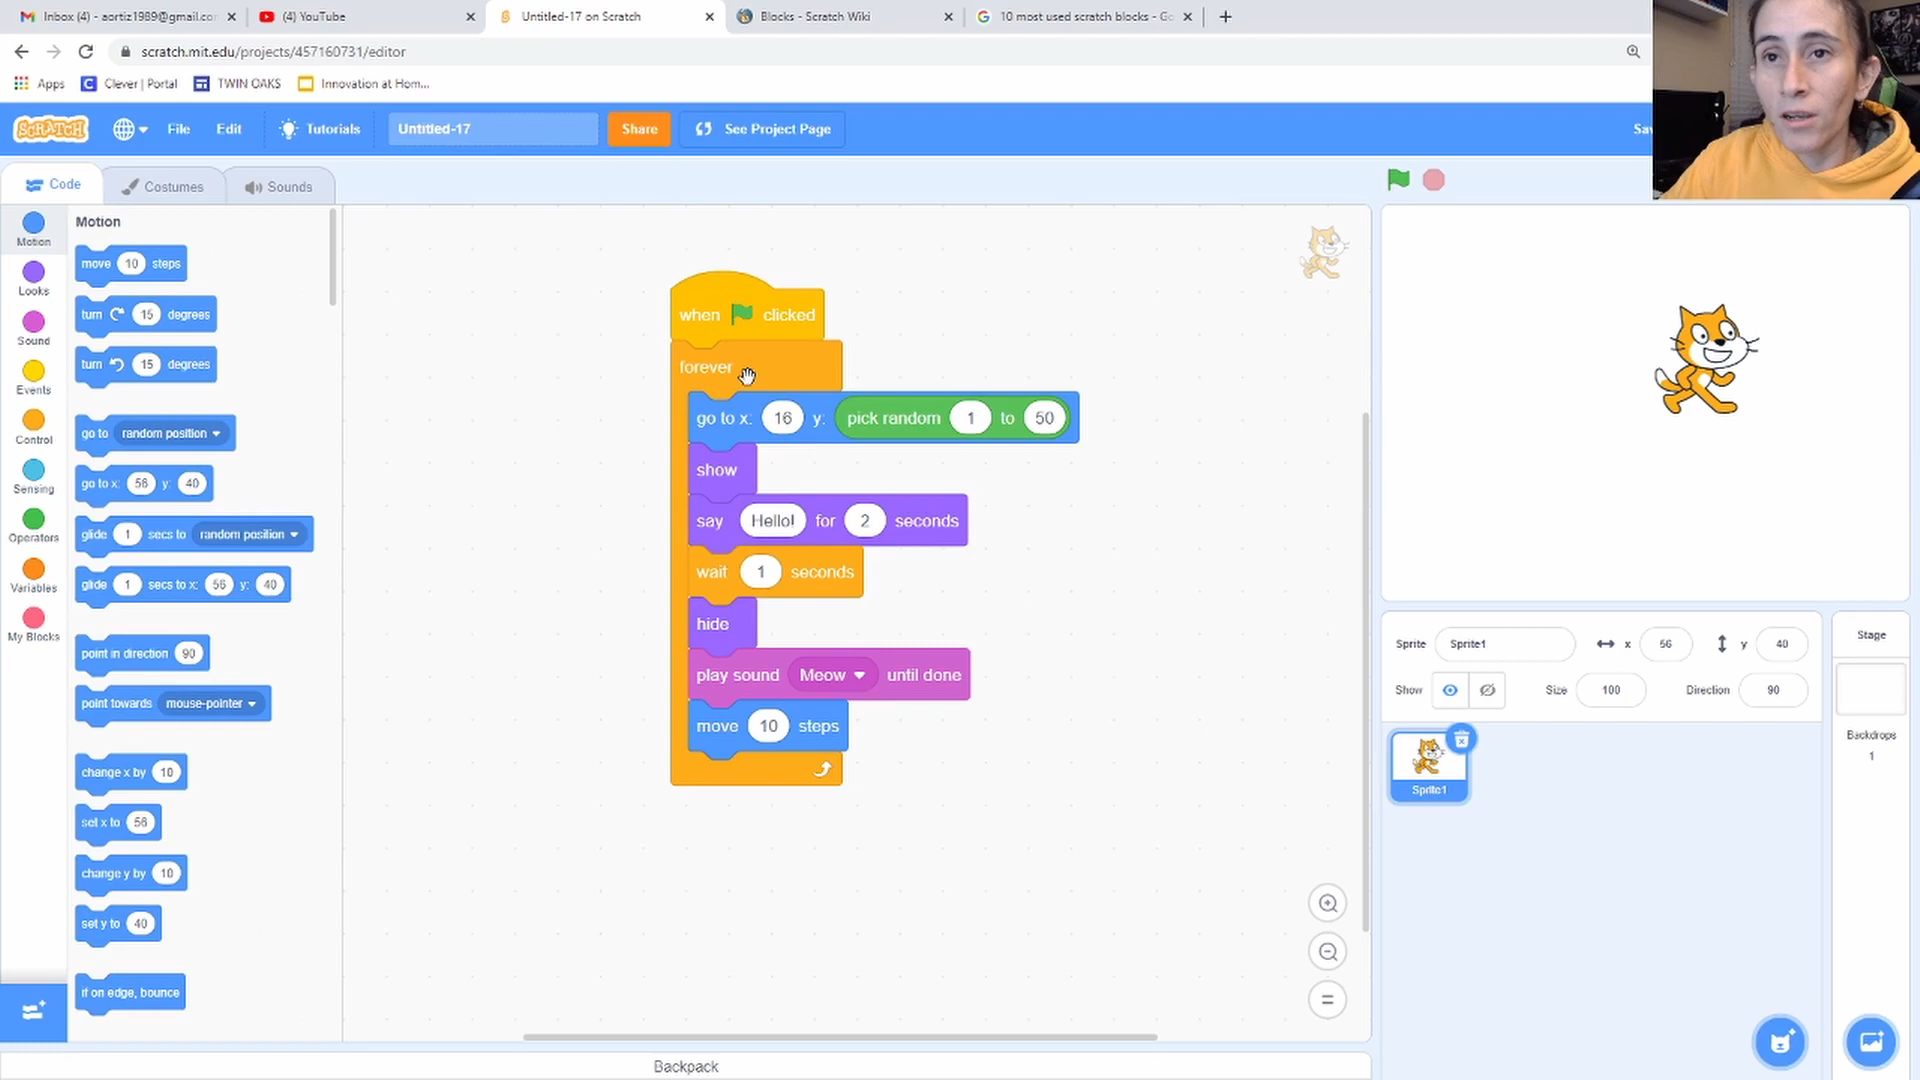 Inbox (4) - aortiz1989@gmail.co
(4) YouTube
Untitled-17 on Scratch
Blocks - Scratch Wiki
10 most used scratch blocks - Go
scratch.mit.edu/projects/457160731/editor
Apps
Clever | Portal
TWIN OAKS
Innovation at Hom...
SCRATCH
File
Edit
Tutorials
Untitled-17
Share
See Project Page
Sav
Code
Costumes
Sounds
Motion
Looks
Sound
Events
Control
Sensing
Operators
Variables
My Blocks
Motion
move 10 steps
turn 15 degrees
turn 15 degrees
go to random position
go to x: 56 y: 40
glide 1 secs to random position
glide 1 secs to x: 56 y: 40
point in direction 90
point towards mouse-pointer
change x by 10
set x to 56
change y by 10
set y to 40
if on edge, bounce
when clicked
forever
go to x: 16 y: pick random 1 to 50
show
say Hello! for 2 seconds
wait 1 seconds
hide
play sound Meow until done
move 10 steps
Backpack
Sprite Sprite1 x 56 y 40
Show Size 100 Direction 90
Sprite1
Stage
Backdrops
1